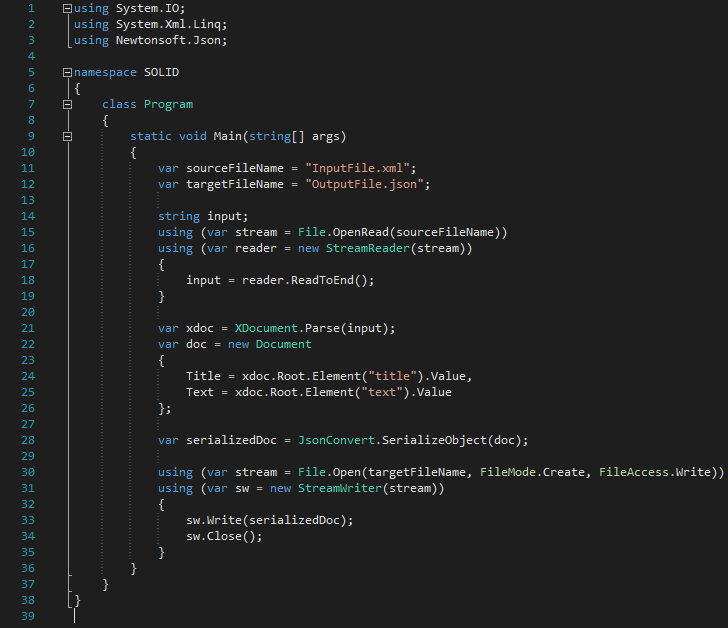 1 using System.IO;
2 using System.Xml.Linq;
3 using Newtonsoft.Json;
4
5 namespace SOLID
6 {
7     class Program
8     {
9         static void Main(string[] args)
10         {
11             var sourceFileName = "InputFile.xml";
12             var targetFileName = "OutputFile.json";
13
14             string input;
15             using (var stream = File.OpenRead(sourceFileName))
16             using (var reader = new StreamReader(stream))
17             {
18                 input = reader.ReadToEnd();
19             }
20
21             var xdoc = XDocument.Parse(input);
22             var doc = new Document
23             {
24                 Title = xdoc.Root.Element("title").Value,
25                 Text = xdoc.Root.Element("text").Value
26             };
27
28             var serializedDoc = JsonConvert.SerializeObject(doc);
29
30             using (var stream = File.Open(targetFileName, FileMode.Create, FileAccess.Write))
31             using (var sw = new StreamWriter(stream))
32             {
33                 sw.Write(serializedDoc);
34                 sw.Close();
35             }
36         }
37     }
38 }
39